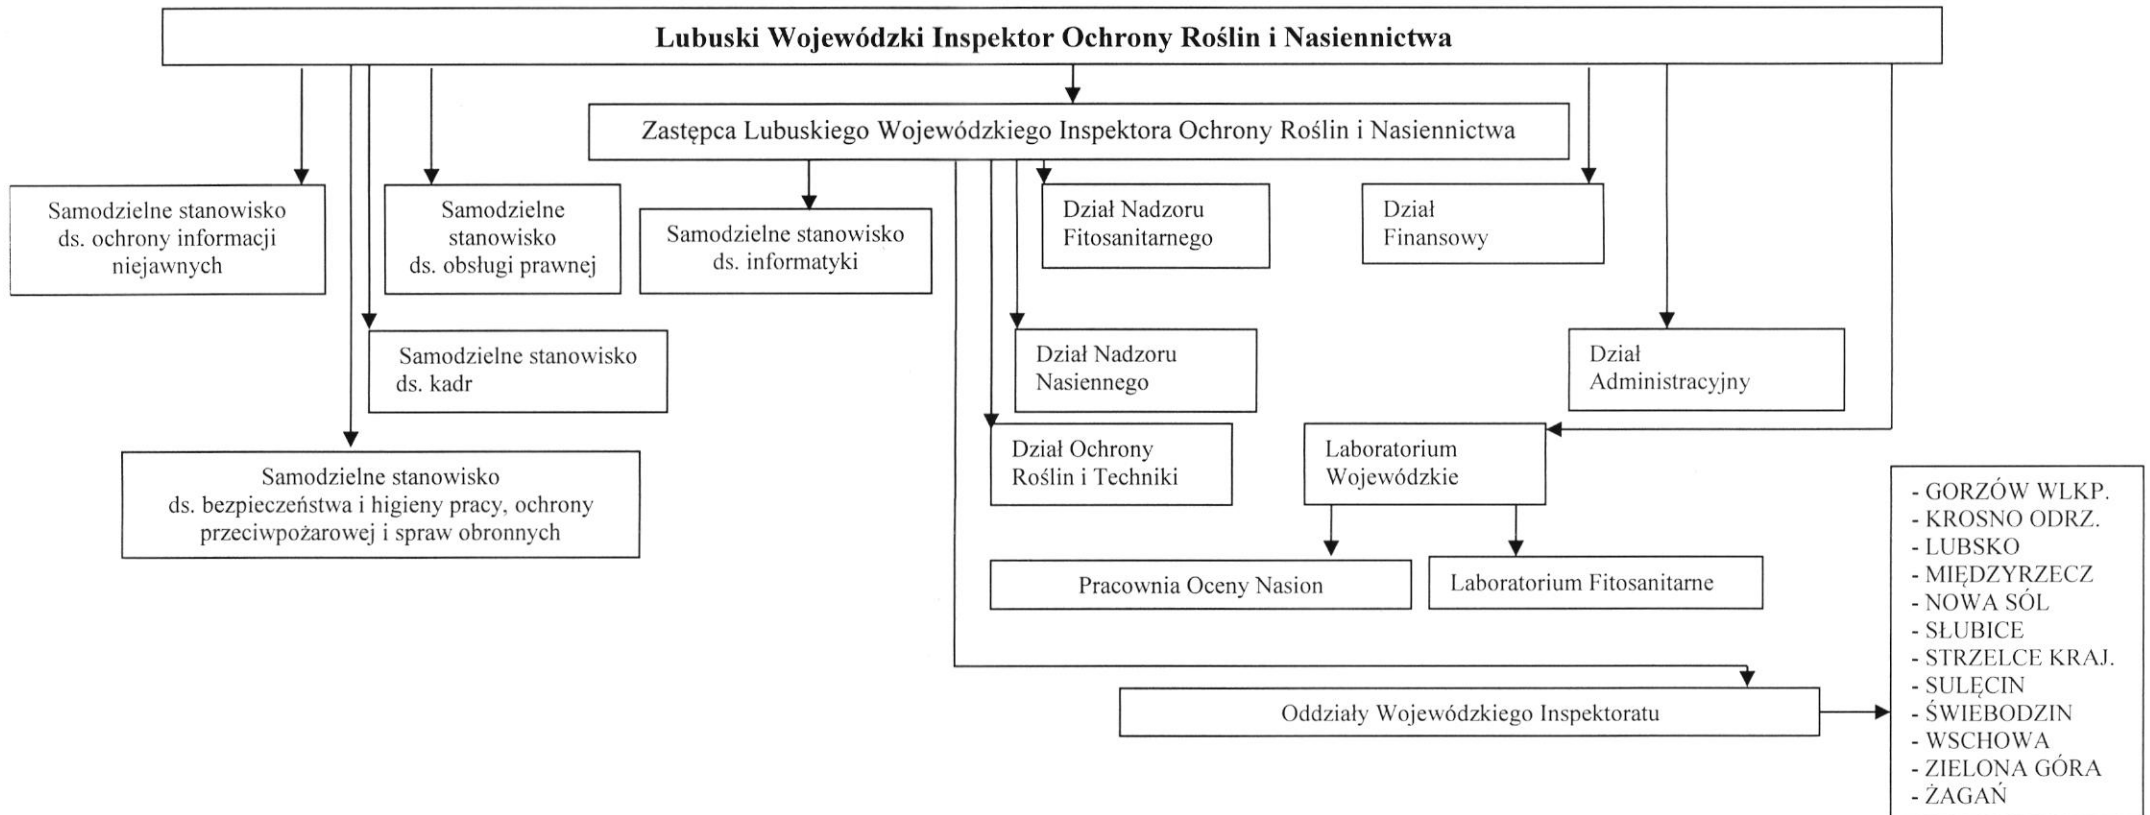 Lubuski Wojewódzki Inspektor Ochrony Roślin i Nasiennictwa
Zastępca Lubuskiego Wojewódzkiego Inspektora Ochrony Roślin i Nasiennictwa
Samodzielne stanowisko
ds. ochrony informacji
niejawnych
Samodzielne
stanowisko
ds. obsługi prawnej
Samodzielne stanowisko
ds. informatyki
Dział Nadzoru
Fitosanitarnego
Dział
Finansowy
Samodzielne stanowisko
ds. kadr
Dział Nadzoru
Nasiennego
Dział
Administracyjny
Samodzielne stanowisko
ds. bezpieczeństwa i higieny pracy, ochrony
przeciwpożarowej i spraw obronnych
Dział Ochrony
Roślin i Techniki
Laboratorium
Wojewódzkie
Pracownia Oceny Nasion
Laboratorium Fitosanitarne
Oddziały Wojewódzkiego Inspektoratu
- GORZÓW WLKP.
- KROSNO ODRZ.
- LUBSKO
- MIĘDZYRZECZ
- NOWA SÓL
- SŁUBICE
- STRZELCE KRAJ.
- SULĘCIN
- ŚWIEBODZIN
- WSCHOWA
- ZIELONA GÓRA
- ŻAGAŃ